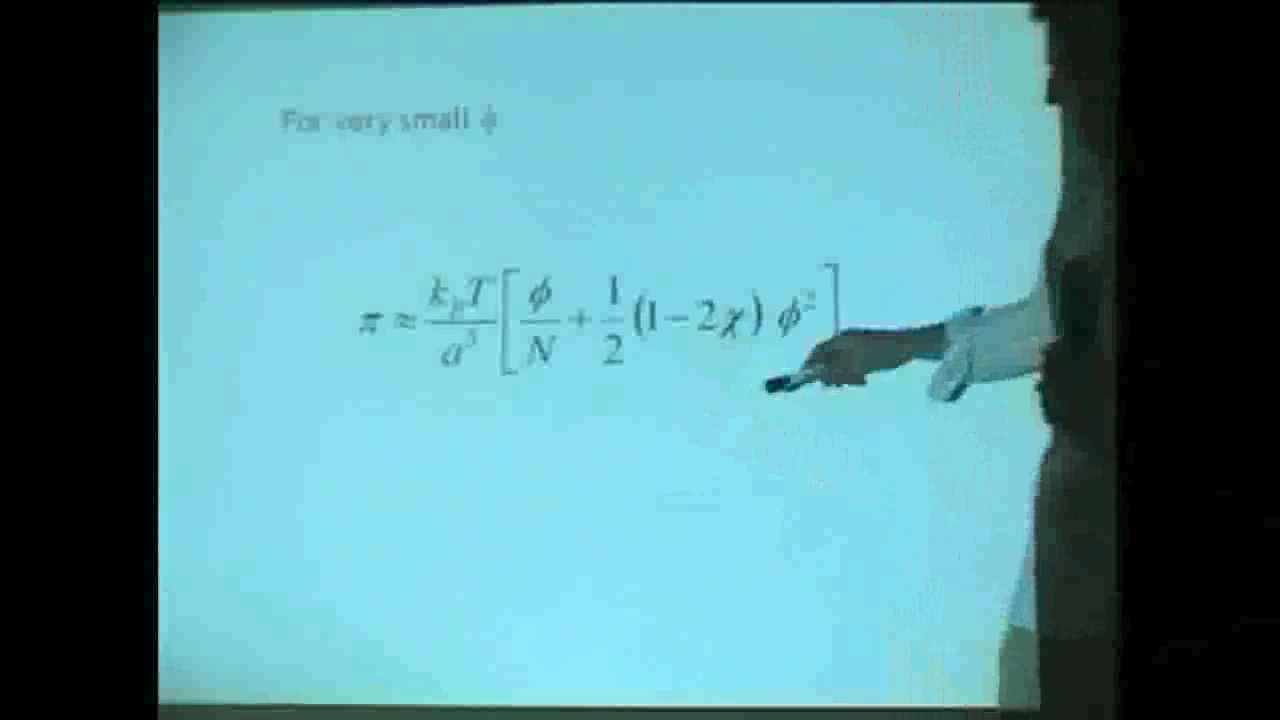 For very small ϕ
π ≈ k_BT/a³ [ϕ/N + 1/2 (1 − 2χ) ϕ²]